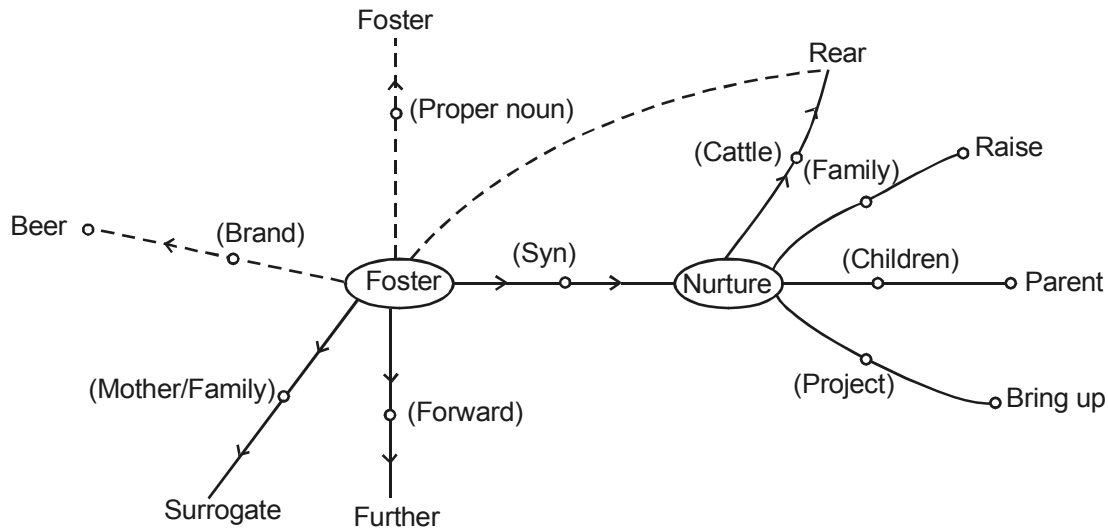 Foster
Rear
(Proper noun)
(Cattle)
(Family)
Raise
Beer
(Brand)
(Syn)
(Children)
Foster
Nurture
Parent
(Mother/Family)
(Forward)
(Project)
Bring up
Surrogate
Further